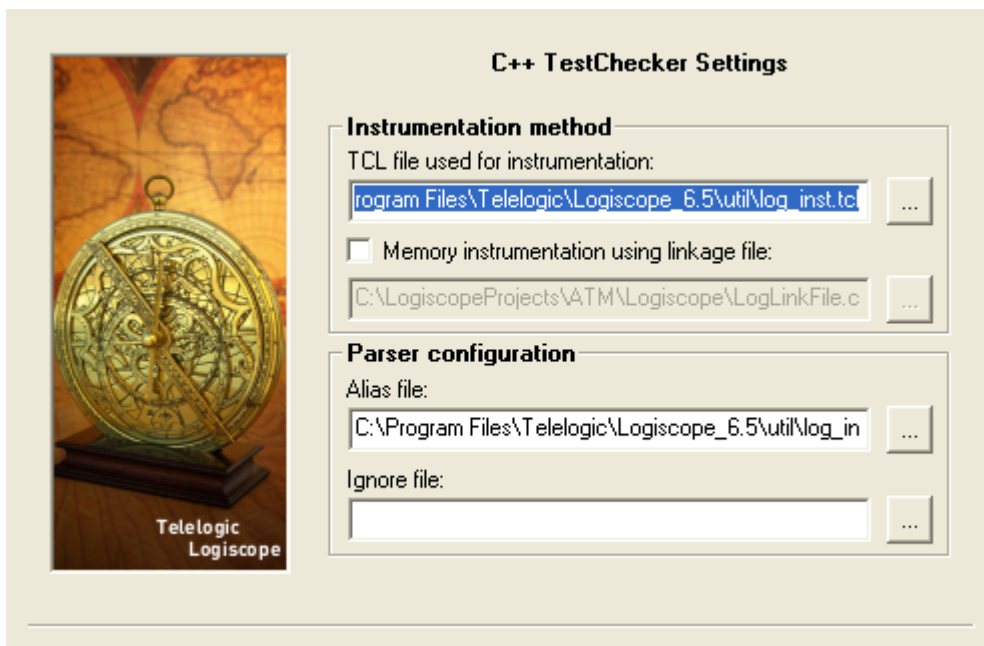 C++ TestChecker Settings
Instrumentation method
TCL file used for instrumentation:
rogram Files\Telelogic\Logiscope_6.5\util\log_inst.tcl
...
Memory instrumentation using linkage file:
C:\LogiscopeProjects\ATM\Logiscope\LogLinkFile.c
...
Parser configuration
Alias file:
C:\Program Files\Telelogic\Logiscope_6.5\util\log_in
...
Ignore file:
...
Telelogic
Logiscope